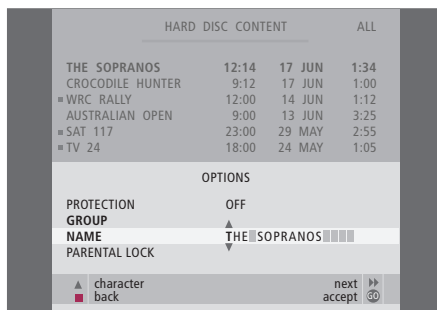 HARD DISC CONTENT ALL
THE SOPRANOS 12:14 17 JUN 1:34
CROCODILE HUNTER 9:12 17 JUN 1:00
WRC RALLY 12:00 14 JUN 1:12
AUSTRALIAN OPEN 9:00 13 JUN 3:25
SAT 117 23:00 29 MAY 2:55
TV 24 18:00 24 MAY 1:05
OPTIONS
PROTECTION OFF
GROUP
NAME THE SOPRANOS
PARENTAL LOCK
character next
back accept GO